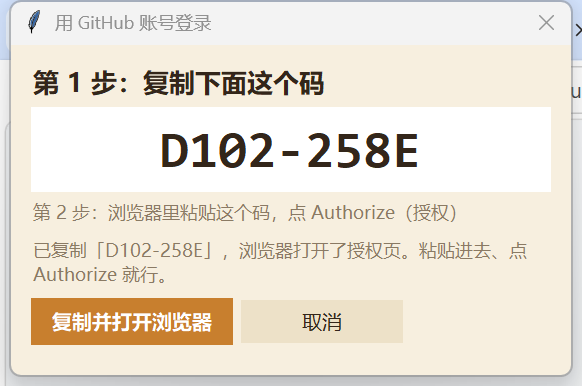 用 GitHub 账号登录
第 1 步：复制下面这个码
D102-258E
第 2 步：浏览器里粘贴这个码，点 Authorize（授权）
已复制「D102-258E」，浏览器打开了授权页。粘贴进去、点
Authorize 就行。
复制并打开浏览器
取消